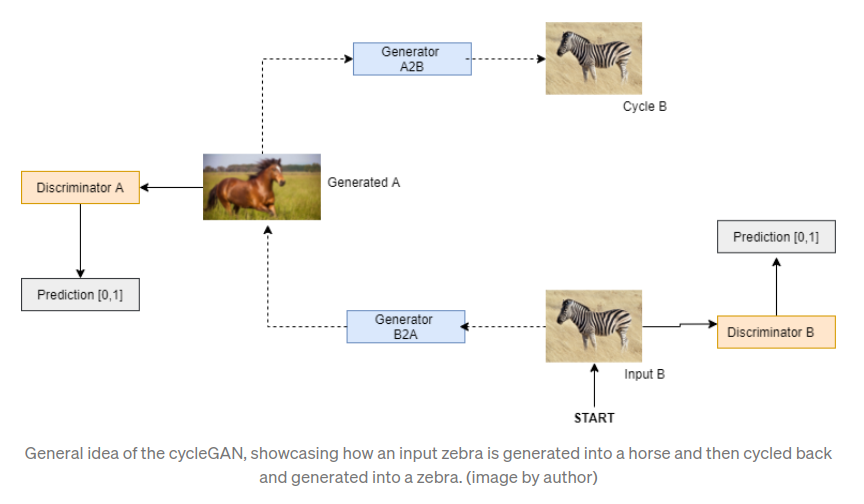 Generator
A2B
Cycle B
Generated A
Discriminator A
Prediction [0,1]
Prediction [0,1]
Generator
B2A
Discriminator B
Input B
START
General idea of the cycleGAN, showcasing how an input zebra is generated into a horse and then cycled back
and generated into a zebra. (image by author)